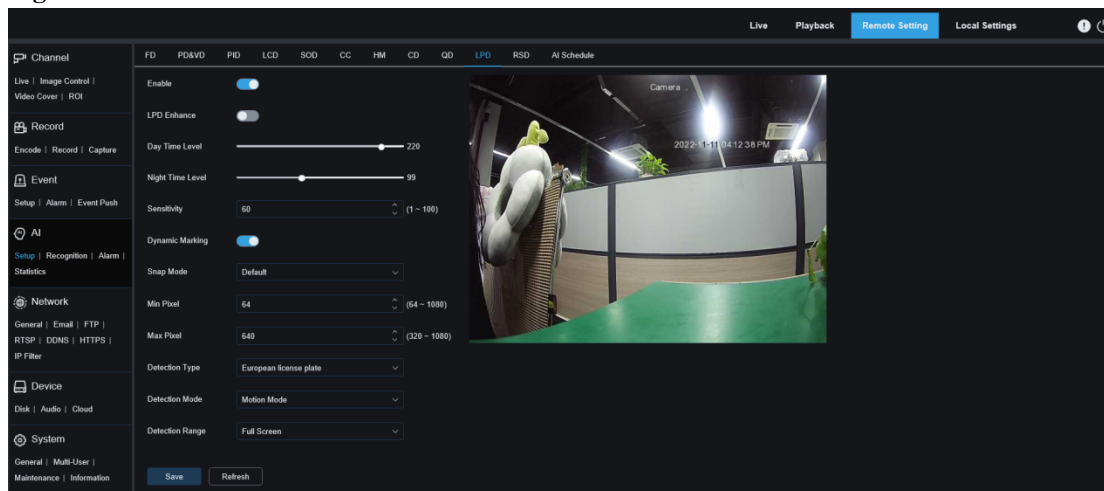 Live Playback Remote Setting Local Settings
Channel
Live | Image Control |
Video Cover | ROI
Record
Encode | Record | Capture
Event
Setup | Alarm | Event Push
AI
Setup | Recognition | Alarm |
Statistics
Network
General | Email | FTP |
RTSP | DDNS | HTTPS |
IP Filter
Device
Disk | Audio | Cloud
System
General | Multi-User |
Maintenance | Information
FD PD&VD PID LCD SOD CC HM CD QD LPD RSD AI Schedule
Enable
LPD Enhance
Day Time Level 220
Night Time Level 99
Sensitivity 60 (1 ~ 100)
Dynamic Marking
Snap Mode Default
Min Pixel 64 (64 ~ 1080)
Max Pixel 640 (320 ~ 1080)
Detection Type European license plate
Detection Mode Motion Mode
Detection Range Full Screen
Save Refresh
Camera
2022-11-11 04:12:38 PM